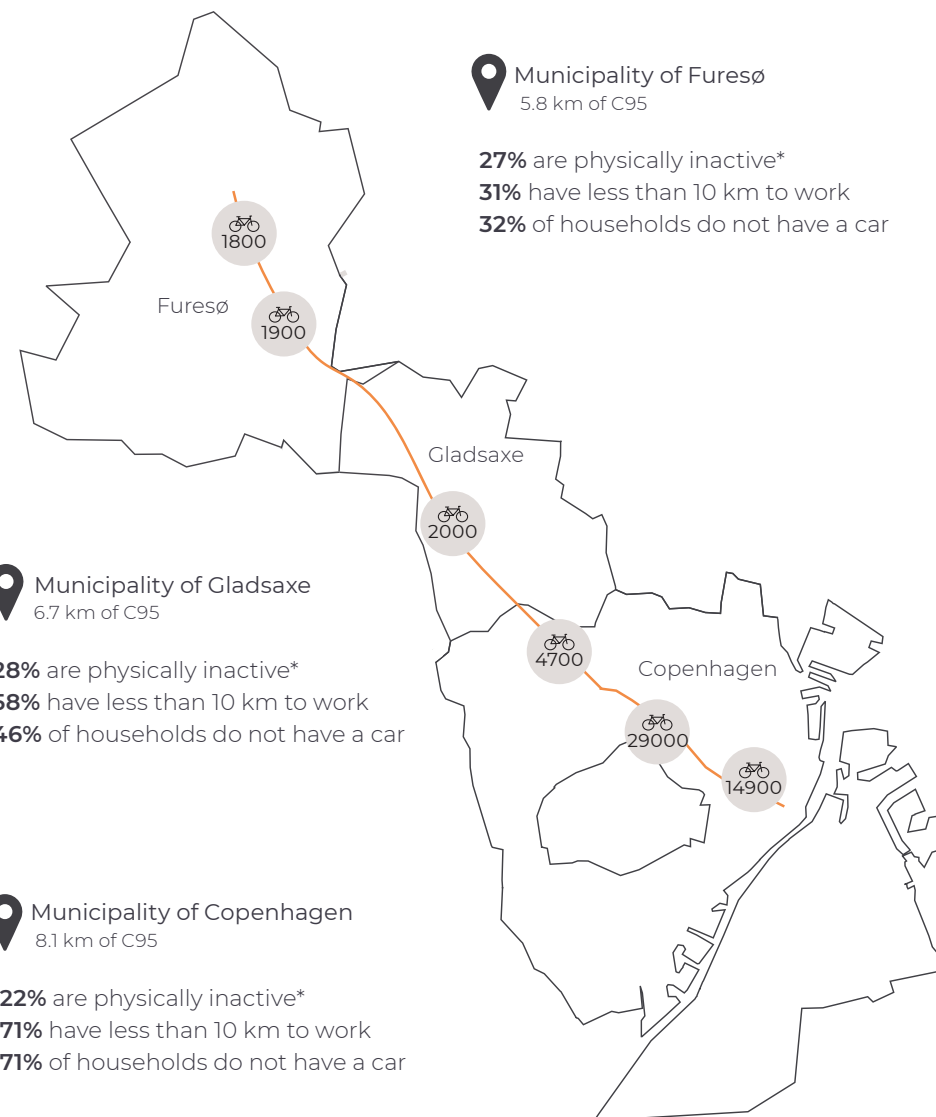 Municipality of Furesø
5.8 km of C95
27% are physically inactive*
31% have less than 10 km to work
32% of households do not have a car
1800
Furesø
1900
Gladsaxe
2000
Municipality of Gladsaxe
6.7 km of C95
28% are physically inactive*
58% have less than 10 km to work
46% of households do not have a car
4700
Copenhagen
29000
14900
Municipality of Copenhagen
8.1 km of C95
22% are physically inactive*
71% have less than 10 km to work
71% of households do not have a car